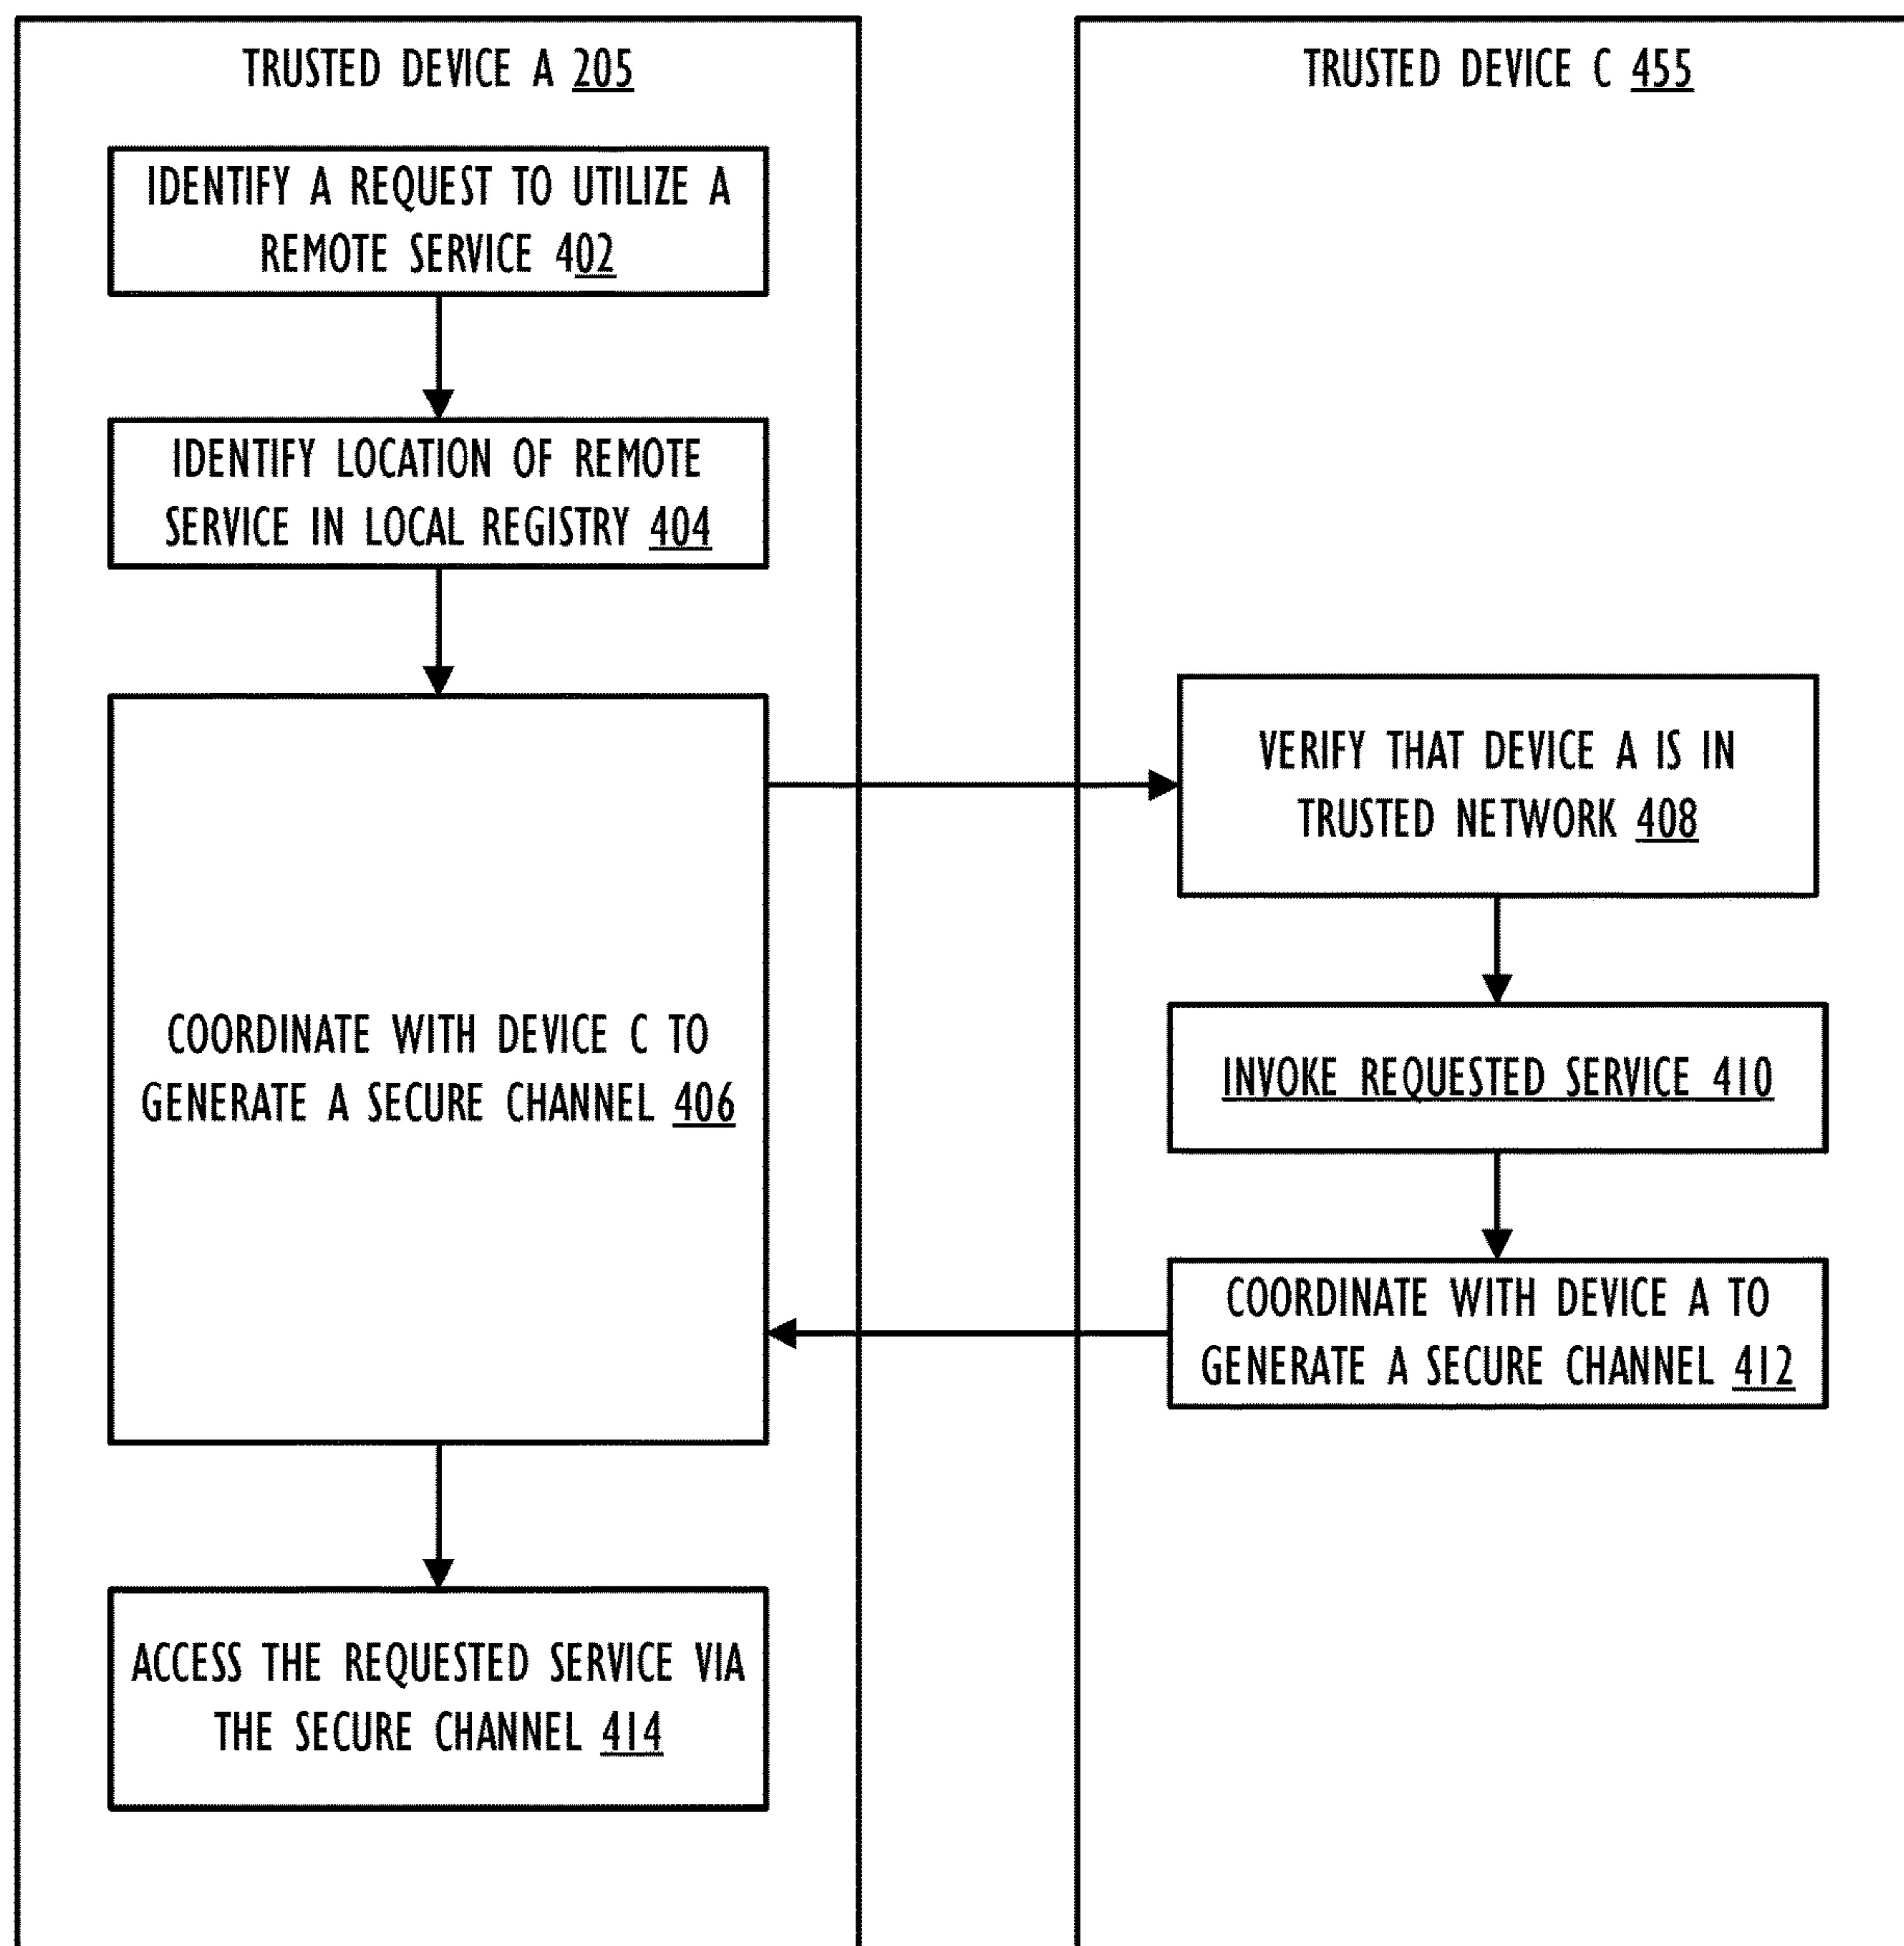 TRUSTED DEVICE A 205
IDENTIFY A REQUEST TO UTILIZE A
REMOTE SERVICE 402
IDENTIFY LOCATION OF REMOTE
SERVICE IN LOCAL REGISTRY 404
COORDINATE WITH DEVICE C TO
GENERATE A SECURE CHANNEL 406
ACCESS THE REQUESTED SERVICE VIA
THE SECURE CHANNEL 414
TRUSTED DEVICE C 455
VERIFY THAT DEVICE A IS IN
TRUSTED NETWORK 408
INVOKE REQUESTED SERVICE 410
COORDINATE WITH DEVICE A TO
GENERATE A SECURE CHANNEL 412